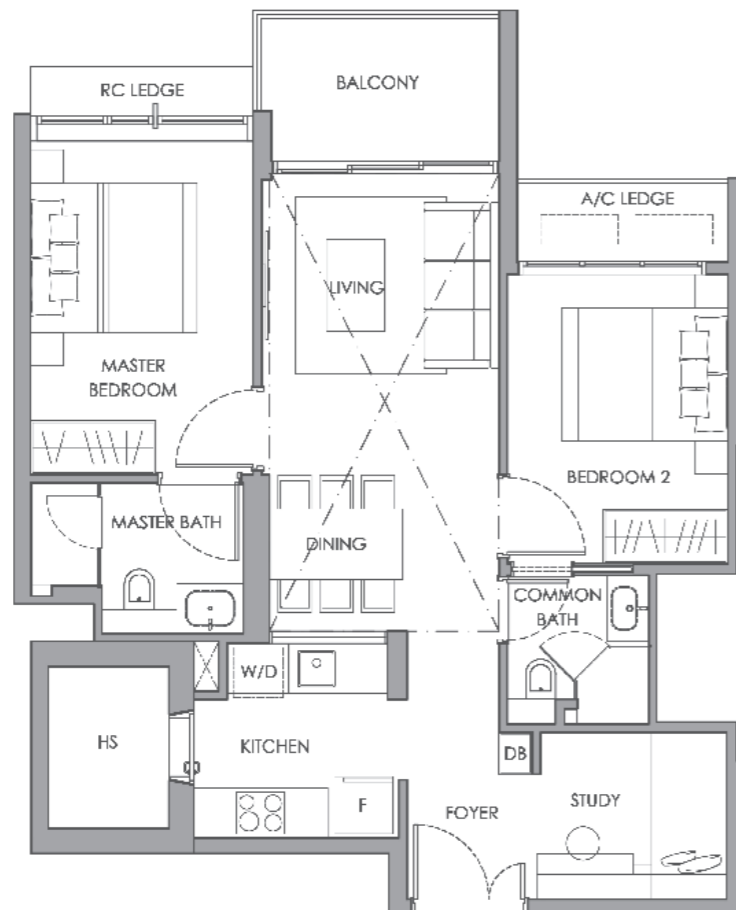 BALCONY
RC LEDGE
A/C LEDGE
LIVING
MASTER
BEDROOM
BEDROOM 2
MASTER BATH
DINING
COMMON
BATH
W/D
HS
KITCHEN
DB
F
FOYER
STUDY